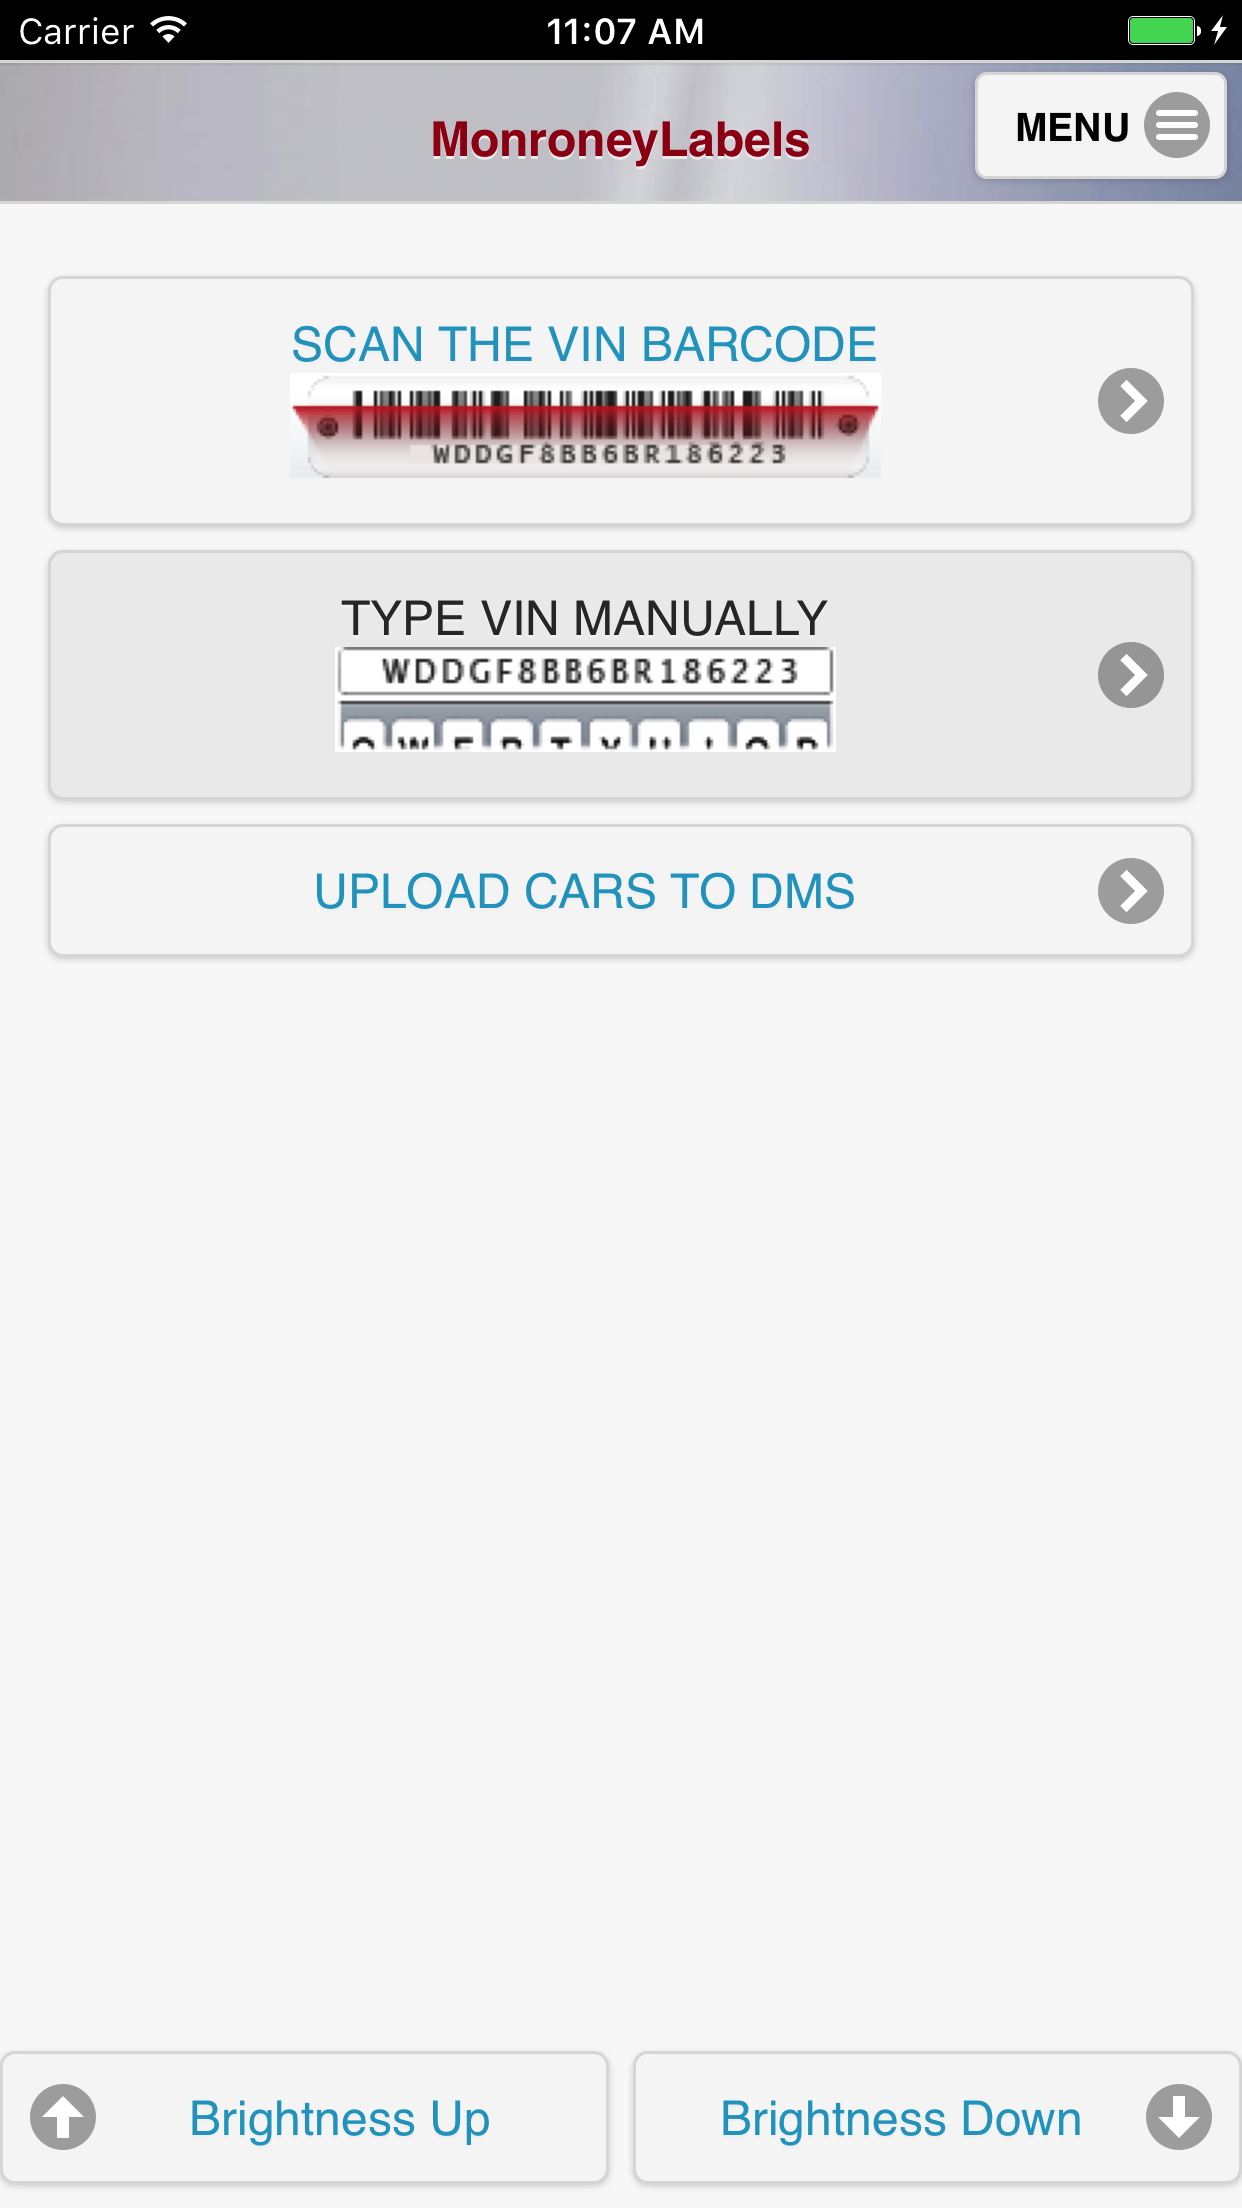 Carrier 11:07 AM
MonroneyLabels
MENU
SCAN THE VIN BARCODE
WDDGF8BB6BR186223
TYPE VIN MANUALLY
WDDGF8BB6BR186223
Q W E R T Y U I O P
UPLOAD CARS TO DMS
Brightness Up
Brightness Down